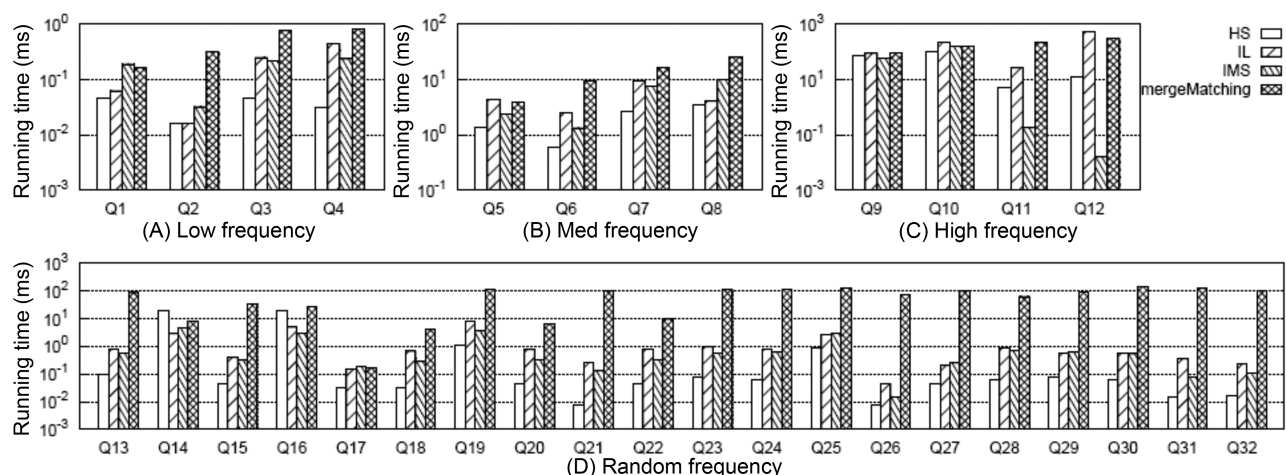 Running time (ms)
10^0
10^-1
10^-2
10^-3
Q1 Q2 Q3 Q4
(A) Low frequency
Running time (ms)
10^2
10^1
10^0
10^-1
Q5 Q6 Q7 Q8
(B) Med frequency
Running time (ms)
10^3
10^1
10^-1
10^-3
Q9 Q10 Q11 Q12
(C) High frequency
HS
IL
IMS
mergeMatching
Running time (ms)
10^3
10^2
10^1
10^0
10^-1
10^-2
10^-3
Q13 Q14 Q15 Q16 Q17 Q18 Q19 Q20 Q21 Q22 Q23 Q24 Q25 Q26 Q27 Q28 Q29 Q30 Q31 Q32
(D) Random frequency